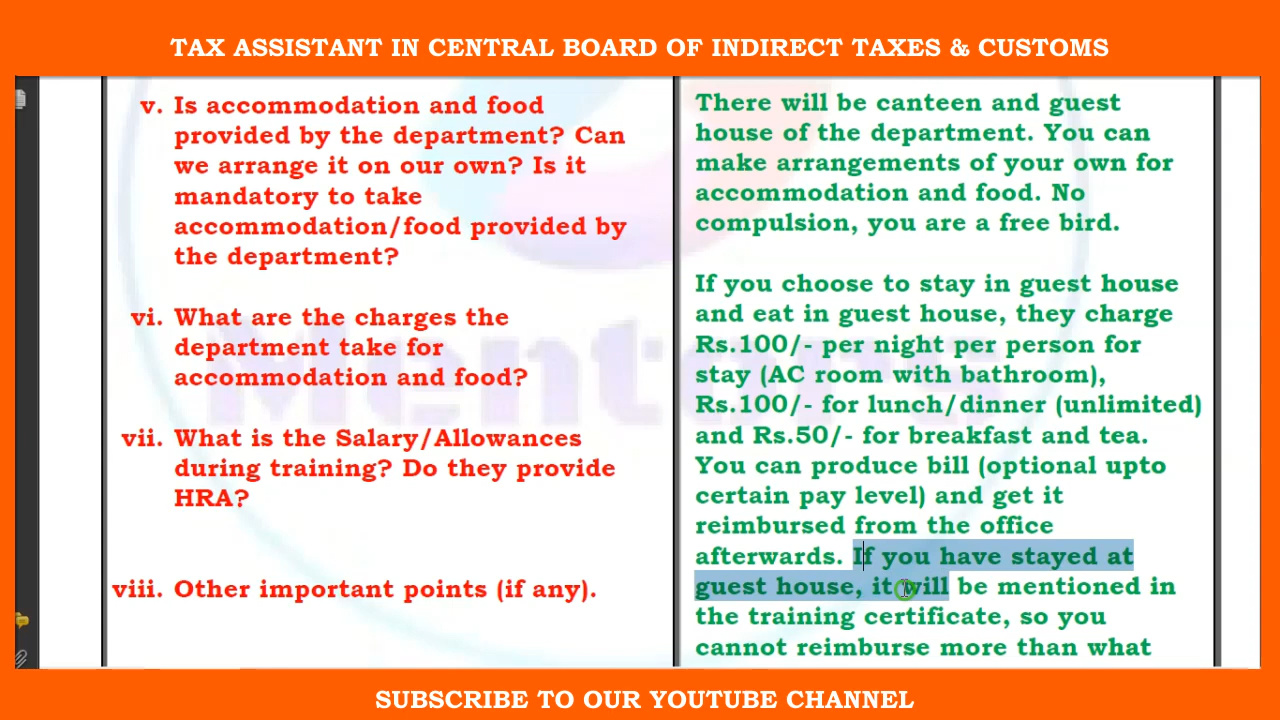 TAX ASSISTANT IN CENTRAL BOARD OF INDIRECT TAXES & CUSTOMS
v. Is accommodation and food
provided by the department? Can
we arrange it on our own? Is it
mandatory to take
accommodation/food provided by
the department?
vi. What are the charges the
department take for
accommodation and food?
vii. What is the Salary/Allowances
during training? Do they provide
HRA?
viii. Other important points (if any).
There will be canteen and guest
house of the department. You can
make arrangements of your own for
accommodation and food. No
compulsion, you are a free bird.
If you choose to stay in guest house
and eat in guest house, they charge
Rs.100/- per night per person for
stay (AC room with bathroom),
Rs.100/- for lunch/dinner (unlimited)
and Rs.50/- for breakfast and tea.
You can produce bill (optional upto
certain pay level) and get it
reimbursed from the office
afterwards. If you have stayed at
guest house, it will be mentioned in
the training certificate, so you
cannot reimburse more than what
Mentors
SUBSCRIBE TO OUR YOUTUBE CHANNEL